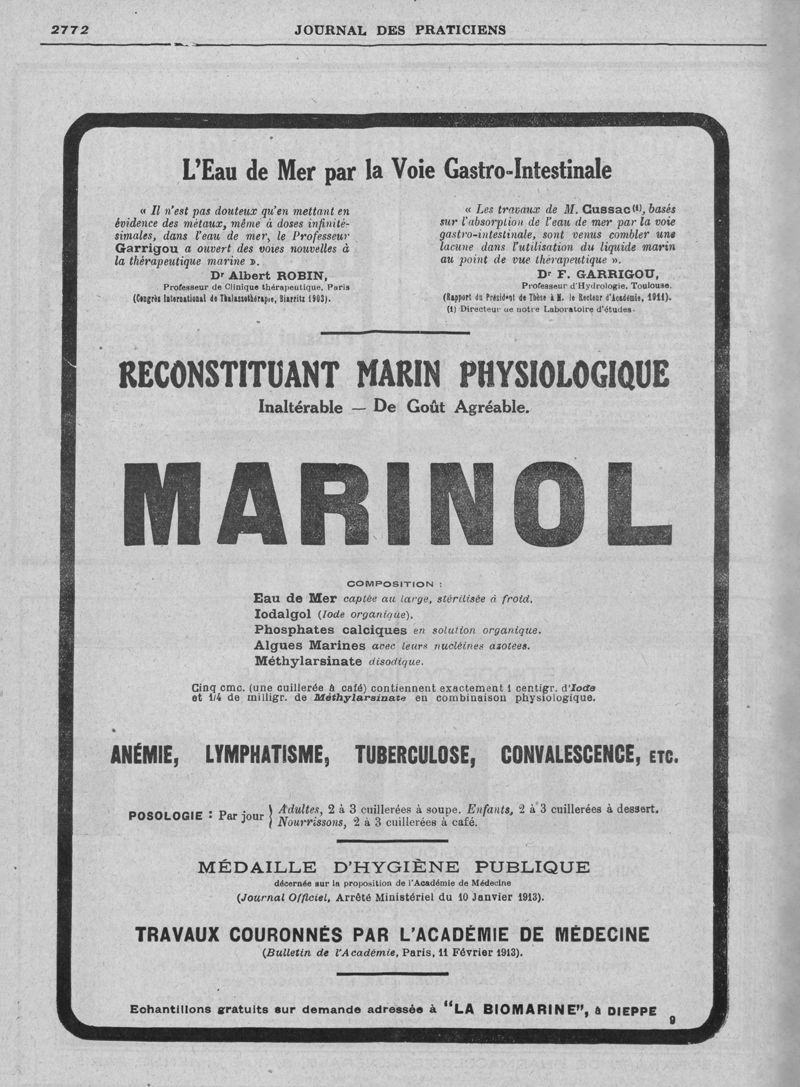 2772
JOURNAL DES PRATICIENS
L'Eau de Mer par la Voie Gastro-Intestinale
« Il n'est pas douteux qu'en mettant en
évidence des métaux, même à doses infinité-
simales, dans l'eau de mer, le Professeur
Garrigou a ouvert des voies nouvelles à
la thérapeutique marine ».
Dr Albert ROBIN,
Professeur de Clinique thérapeutique, Paris
(Congrès International de Thalassothérapie, Biarritz 1903).
« Les travaux de M. Cussac(1), basés
sur l'absorption de l'eau de mer par la voie
gastro-intestinale, sont venus combler une
lacune dans l'utilisation du liquide marin
au point de vue thérapeutique ».
Dr F. GARRIGOU,
Professeur d'Hydrologie, Toulouse.
(Rapport du Président de Thèse à M. le Recteur d'Académie, 1911).
(1) Directeur de notre Laboratoire d'études.
RECONSTITUANT MARIN PHYSIOLOGIQUE
Inaltérable — De Goût Agréable.
MARINOL
COMPOSITION :
Eau de Mer captée au large, stérilisée à froid.
Iodalgol (Iode organique).
Phosphates calciques en solution organique.
Algues Marines avec leurs nucléines azotées.
Méthylarsinate disodique.
Cinq cmc. (une cuillerée à café) contiennent exactement 1 centigr. d'Iode
et 1/4 de milligr. de Méthylarsinate en combinaison physiologique.
ANÉMIE, LYMPHATISME, TUBERCULOSE, CONVALESCENCE, ETC.
POSOLOGIE : Par jour { Adultes, 2 à 3 cuillerées à soupe. Enfants, 2 à 3 cuillerées à dessert.
Nourrissons, 2 à 3 cuillerées à café.
MÉDAILLE D'HYGIÈNE PUBLIQUE
décernée sur la proposition de l'Académie de Médecine
(Journal Officiel, Arrêté Ministériel du 10 Janvier 1913).
TRAVAUX COURONNÉS PAR L'ACADÉMIE DE MÉDECINE
(Bulletin de l'Académie, Paris, 11 Février 1913).
Echantillons gratuits sur demande adressée à "LA BIOMARINE", à DIEPPE
9